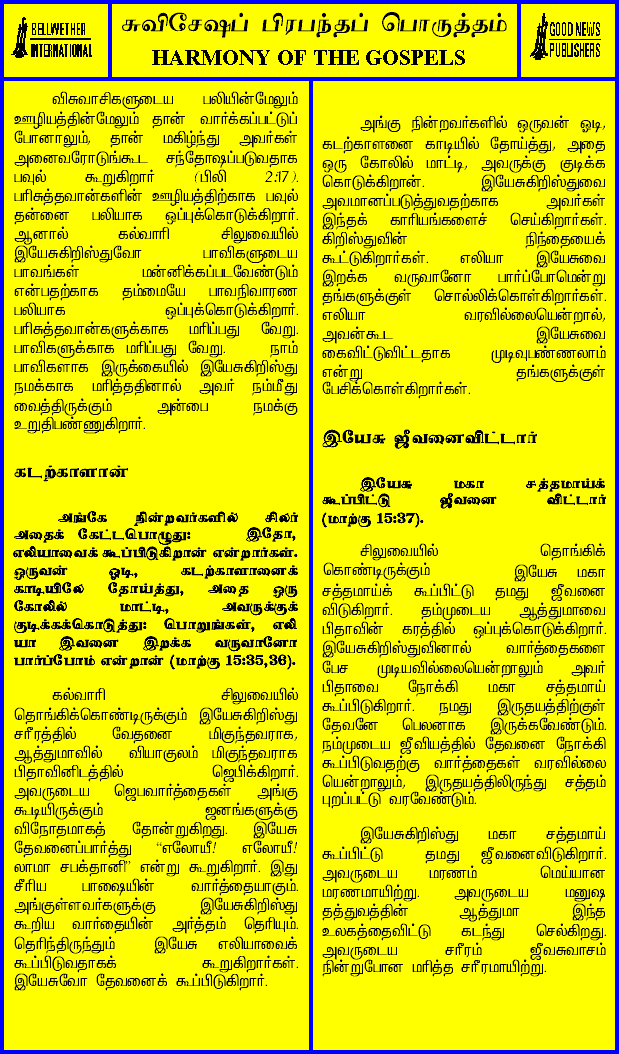 BELLWETHER
INTERNATIONAL
சுவிசேஷப் பிரபந்தப் பொருத்தம்
HARMONY OF THE GOSPELS
GOOD NEWS
PUBLISHERS
விசுவாசிகளுடைய பலியின்மேலும்
ஊழியத்தின்மேலும் தான் வார்க்கப்பட்டுப்
போனாலும், தான் மகிழ்ந்து அவர்கள்
அனைவரோடுங்கூட சந்தோஷப்படுவதாக
பவுல் கூறுகிறார் (பிலி 2:17).
பரிசுத்தவான்களின் ஊழியத்திற்காக பவுல்
தன்னை பலியாக ஒப்புக்கொடுக்கிறார்.
ஆனால் கல்வாரி சிலுவையில்
இயேசுகிறிஸ்துவோ பாவிகளுடைய
பாவங்கள் மன்னிக்கப்படவேண்டும்
என்பதற்காக தம்மையே பாவநிவாரண
பலியாக ஒப்புக்கொடுக்கிறார்.
பரிசுத்தவான்களுக்காக மரிப்பது வேறு.
பாவிகளுக்காக மரிப்பது வேறு. நாம்
பாவிகளாக இருக்கையில் இயேசுகிறிஸ்து
நமக்காக மரித்ததினால் அவர் நம்மீது
வைத்திருக்கும் அன்பை நமக்கு
உறுதிபண்ணுகிறார்.
கடற்காளான்
அங்கே நின்றவர்களில் சிலர்
அதைக் கேட்டபொழுது: இதோ,
எலியாவைக் கூப்பிடுகிறான் என்றார்கள்.
ஒருவன் ஓடி, கடற்காளானைக்
காடியிலே தோய்த்து, அதை ஒரு
கோலில் மாட்டி, அவருக்குக்
குடிக்கக்கொடுத்து: பொறுங்கள், எலி
யா இவனை இறக்க வருவானோ
பார்ப்போம் என்றான் (மாற்கு 15:35,36).
கல்வாரி சிலுவையில்
தொங்கிக்கொண்டிருக்கும் இயேசுகிறிஸ்து
சரீரத்தில் வேதனை மிகுந்தவராக,
ஆத்துமாவில் வியாகுலம் மிகுந்தவராக
பிதாவினிடத்தில் ஜெபிக்கிறார்.
அவருடைய ஜெபவார்த்தைகள் அங்கு
கூடியிருக்கும் ஜனங்களுக்கு
விநோதமாகத் தோன்றுகிறது. இயேசு
தேவனைப்பார்த்து “எலோயீ! எலோயீ!
லாமா சபக்தானி” என்று கூறுகிறார். இது
சீரிய பாஷையின் வார்த்தையாகும்.
அங்குள்ளவர்களுக்கு இயேசுகிறிஸ்து
கூறிய வார்தையின் அர்த்தம் தெரியும்.
தெரிந்திருந்தும் இயேசு எலியாவைக்
கூப்பிடுவதாகக் கூறுகிறார்கள்.
இயேசுவோ தேவனைக் கூப்பிடுகிறார்.
அங்கு நின்றவர்களில் ஒருவன் ஓடி,
கடற்காளனை காடியில் தோய்த்து, அதை
ஒரு கோலில் மாட்டி, அவருக்கு குடிக்க
கொடுக்கிறான். இயேசுகிறிஸ்துவை
அவமானப்படுத்துவதற்காக அவர்கள்
இந்தக் காரியங்களைச் செய்கிறார்கள்.
கிறிஸ்துவின் நிந்தையைக்
கூட்டுகிறார்கள். எலியா இயேசுவை
இறக்க வருவானோ பார்ப்போமென்று
தங்களுக்குள் சொல்லிக்கொள்கிறார்கள்.
எலியா வரவில்லையென்றால்,
அவன்கூட இயேசுவை
கைவிட்டுவிட்டதாக முடிவுபண்ணலாம்
என்று தங்களுக்குள்
பேசிக்கொள்கிறார்கள்.
இயேசு ஜீவனைவிட்டார்
இயேசு மகா சத்தமாய்க்
கூப்பிட்டு ஜீவனை விட்டார்
(மாற்கு 15:37).
சிலுவையில் தொங்கிக்
கொண்டிருக்கும் இயேசு மகா
சத்தமாய்க் கூப்பிட்டு தமது ஜீவனை
விடுகிறார். தம்முடைய ஆத்துமாவை
பிதாவின் கரத்தில் ஒப்புக்கொடுக்கிறார்.
இயேசுகிறிஸ்துவினால் வார்த்தைகளை
பேச முடியவில்லையென்றாலும் அவர்
பிதாவை நோக்கி மகா சத்தமாய்
கூப்பிடுகிறார். நமது இருதயத்திற்குள்
தேவனே பெலனாக இருக்கவேண்டும்.
நம்முடைய ஜீவியத்தில் தேவனை நோக்கி
கூப்பிடுவதற்கு வார்த்தைகள் வரவில்லை
யென்றாலும், இருதயத்திலிருந்து சத்தம்
புறப்பட்டு வரவேண்டும்.
இயேசுகிறிஸ்து மகா சத்தமாய்
கூப்பிட்டு தமது ஜீவனைவிடுகிறார்.
அவருடைய மரணம் மெய்யான
மரணமாயிற்று. அவருடைய மனுஷ
தத்துவத்தின் ஆத்துமா இந்த
உலகத்தைவிட்டு கடந்து செல்கிறது.
அவருடைய சரீரம் ஜீவசுவாசம்
நின்றுபோன மரித்த சரீரமாயிற்று.